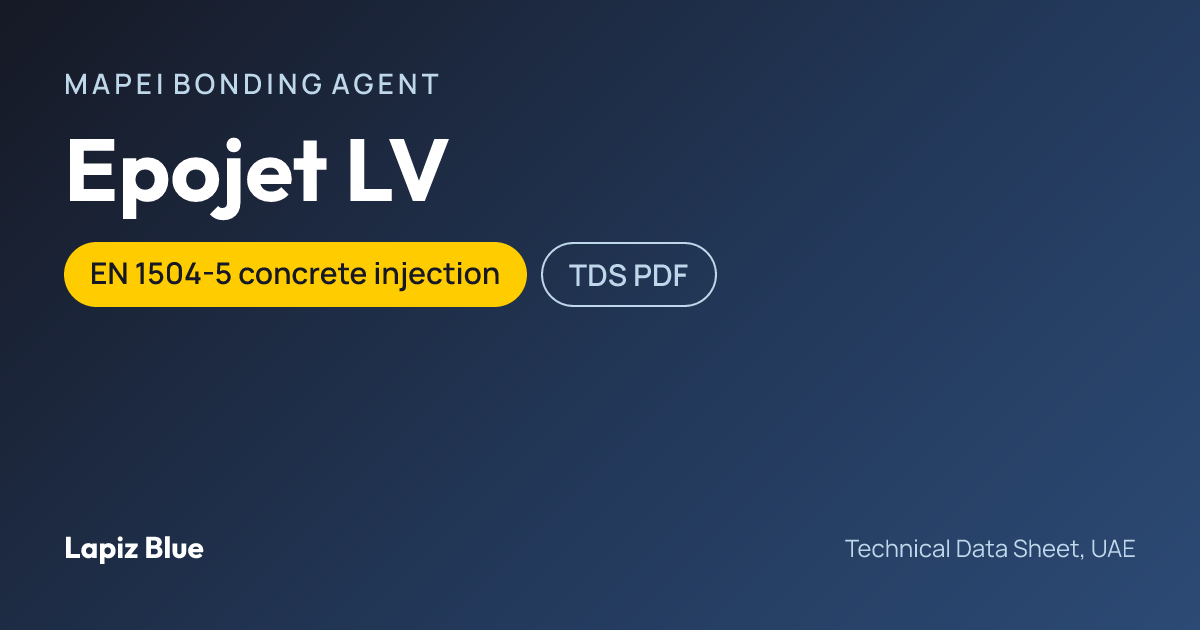 MAPEI BONDING AGENT
Epojet LV
EN 1504-5 concrete injection
TDS PDF
Lapiz Blue
Technical Data Sheet, UAE